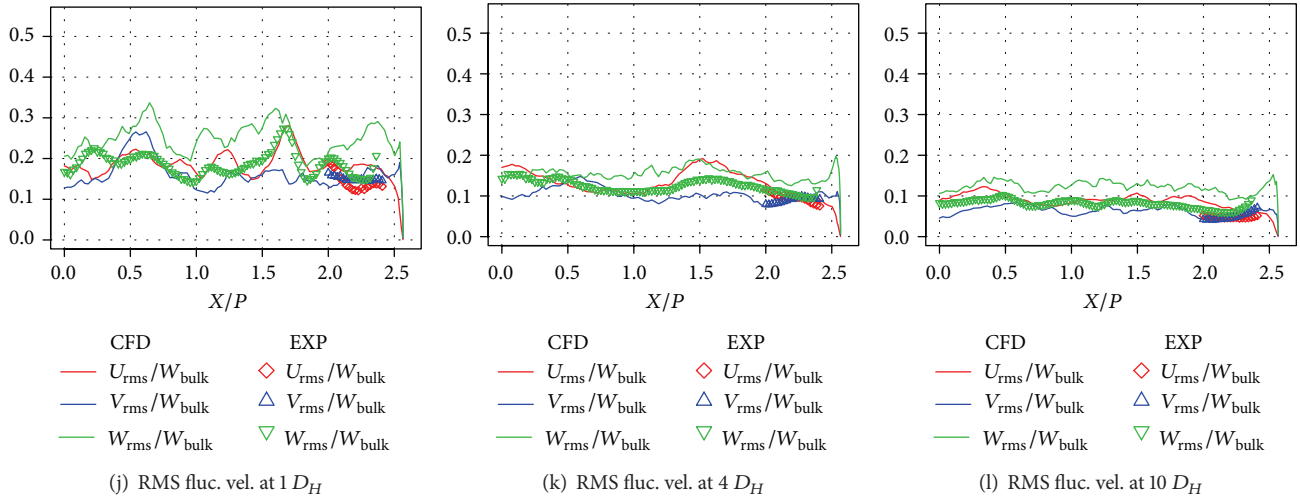 0.5
0.4
0.3
0.2
0.1
0.0
0.0 0.5 1.0 1.5 2.0 2.5
X/P
CFD EXP
U_rms/W_bulk U_rms/W_bulk
V_rms/W_bulk V_rms/W_bulk
W_rms/W_bulk W_rms/W_bulk
(j) RMS fluc. vel. at 1 D_H
0.5
0.4
0.3
0.2
0.1
0.0
0.0 0.5 1.0 1.5 2.0 2.5
X/P
CFD EXP
U_rms/W_bulk U_rms/W_bulk
V_rms/W_bulk V_rms/W_bulk
W_rms/W_bulk W_rms/W_bulk
(k) RMS fluc. vel. at 4 D_H
0.5
0.4
0.3
0.2
0.1
0.0
0.0 0.5 1.0 1.5 2.0 2.5
X/P
CFD EXP
U_rms/W_bulk U_rms/W_bulk
V_rms/W_bulk V_rms/W_bulk
W_rms/W_bulk W_rms/W_bulk
(l) RMS fluc. vel. at 10 D_H